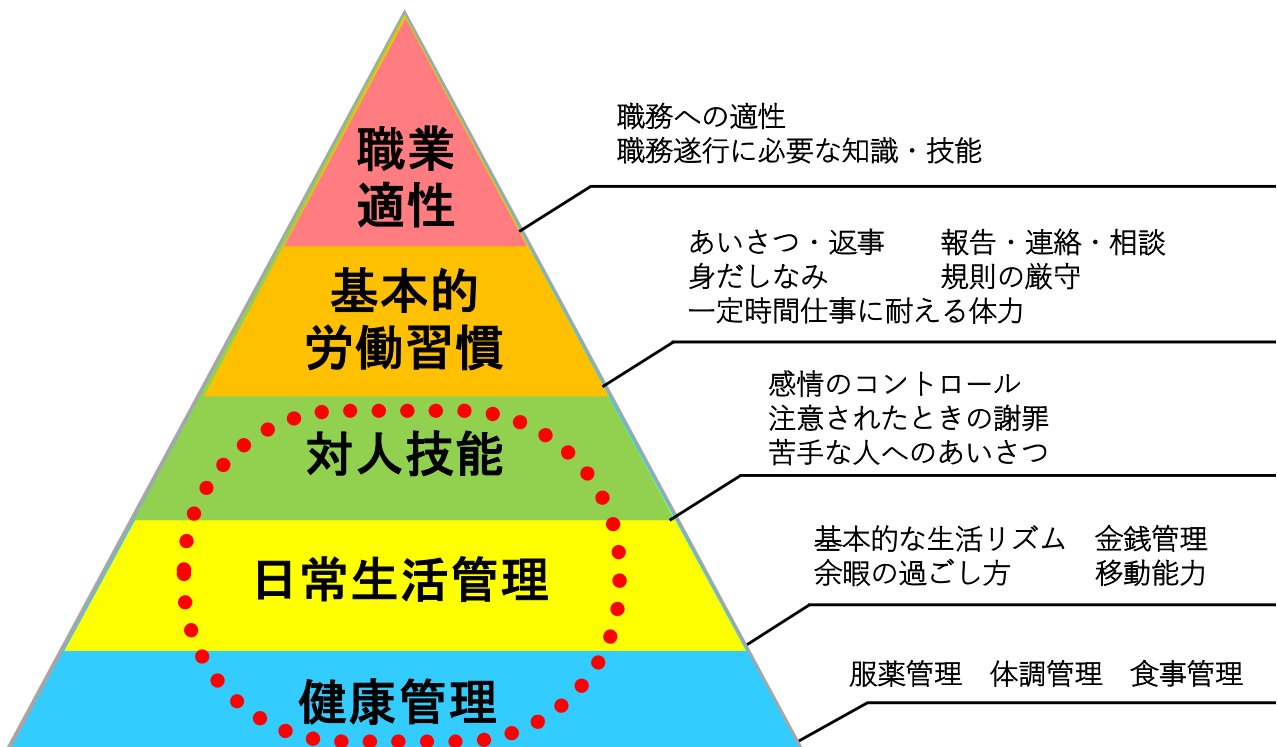 職業
適性
職務への適性
職務遂行に必要な知識・技能
基本的
労働習慣
あいさつ・返事　　報告・連絡・相談
身だしなみ　　　　規則の厳守
一定時間仕事に耐える体力
対人技能
感情のコントロール
注意されたときの謝罪
苦手な人へのあいさつ
日常生活管理
基本的な生活リズム　金銭管理
余暇の過ごし方　　　移動能力
健康管理
服薬管理　体調管理　食事管理